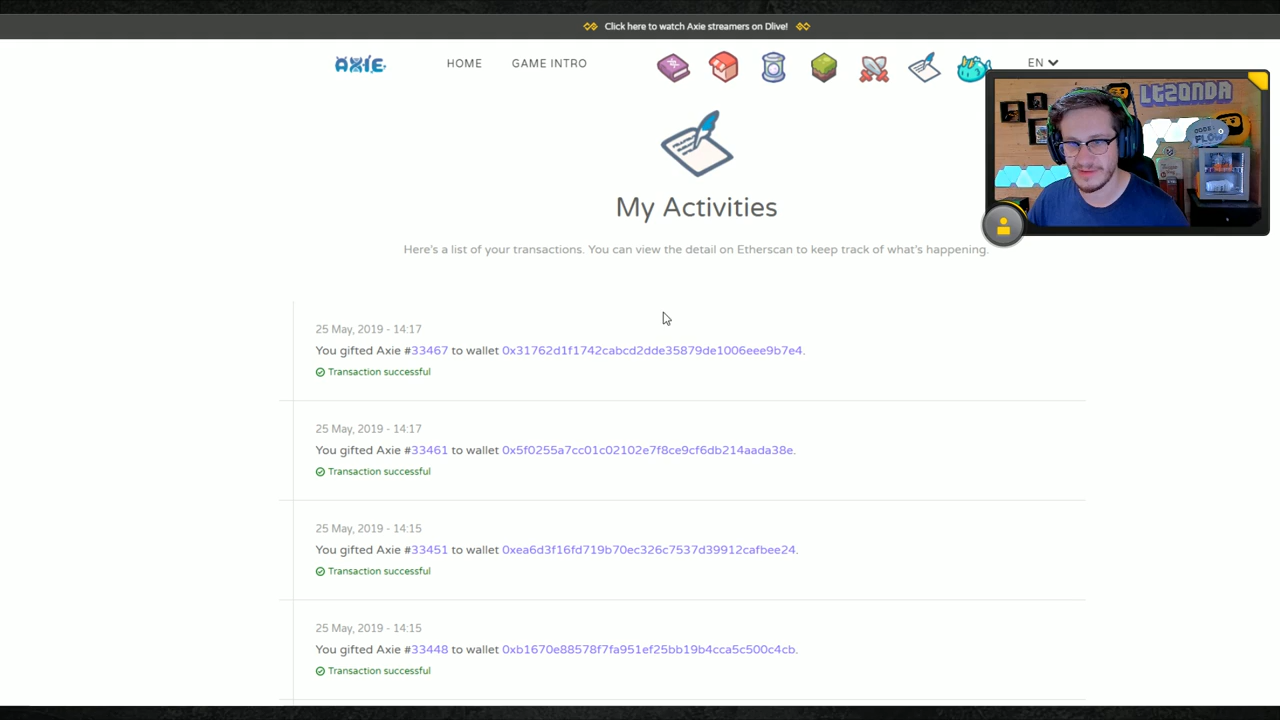 Click here to watch Axie streamers on Dlive!
AXIE
HOME
GAME INTRO
EN
LTZONDA
FLOW
My Activities
Here's a list of your transactions. You can view the detail on Etherscan to keep track of what's happening.
25 May, 2019 - 14:17
You gifted Axie #33467 to wallet 0x31762d1f1742cabcd2dde35879de1006eee9b7e4.
Transaction successful
25 May, 2019 - 14:17
You gifted Axie #33461 to wallet 0x5f0255a7cc01c02102e7f8ce9cf6db214aada38e.
Transaction successful
25 May, 2019 - 14:15
You gifted Axie #33451 to wallet 0xea6d3f16fd719b70ec326c7537d39912cafbee24.
Transaction successful
25 May, 2019 - 14:15
You gifted Axie #33448 to wallet 0xb1670e88578f7fa951ef25bb19b4cca5c500c4cb.
Transaction successful